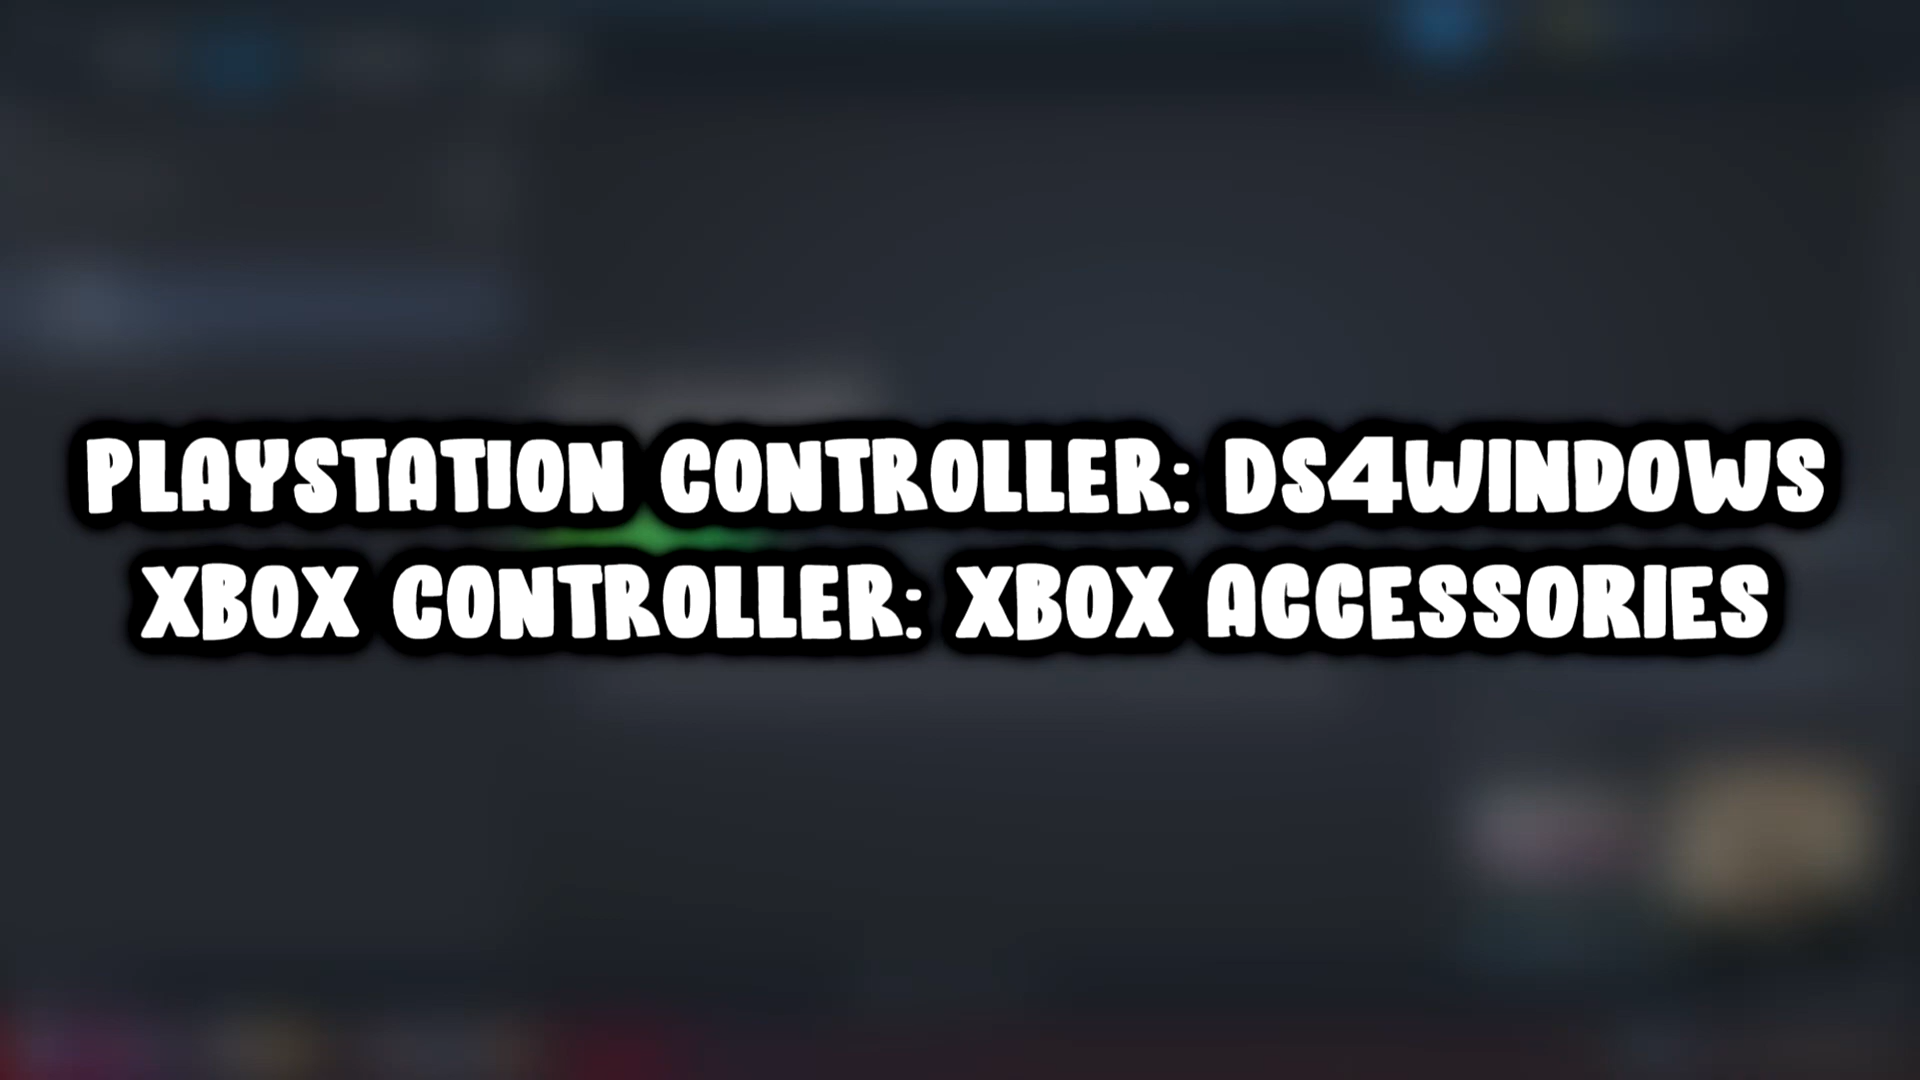 PLAYSTATION CONTROLLER: DS4WINDOWS
XBOX CONTROLLER: XBOX ACCESSORIES